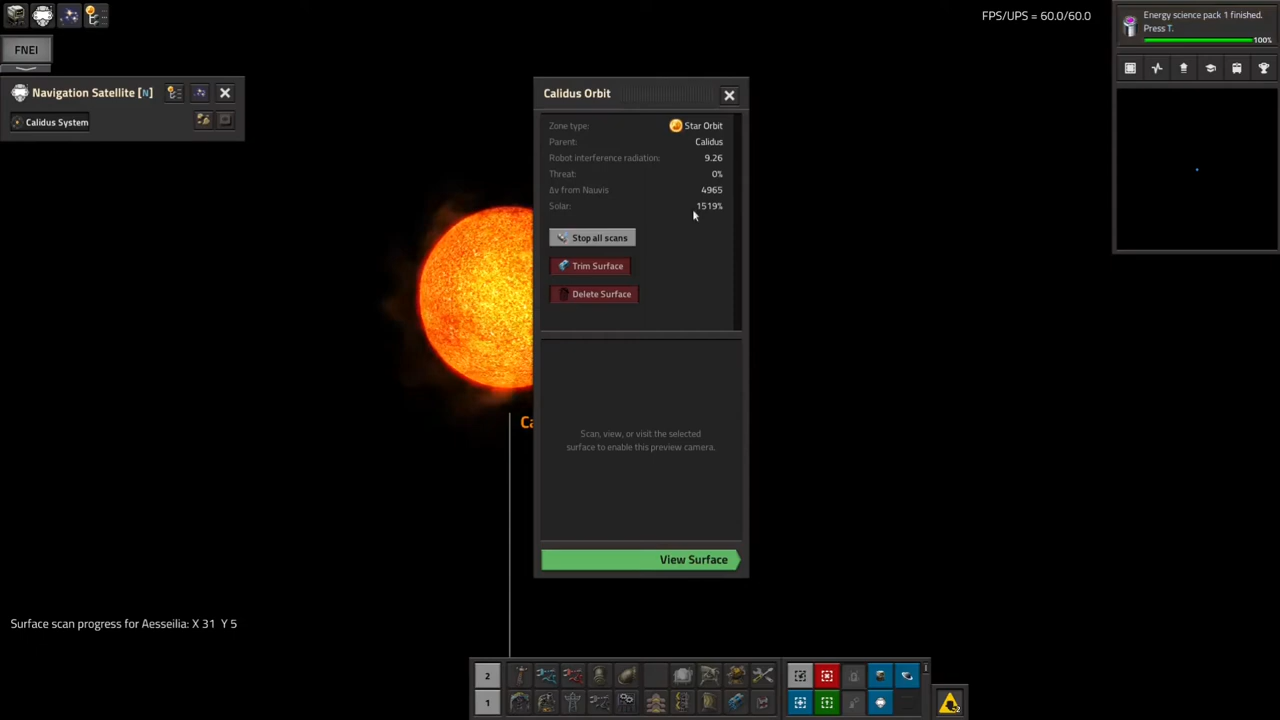 FPS/UPS = 60.0/60.0
Energy science pack 1 finished.
Press T.
100%
FNEI
Navigation Satellite [N]
Calidus System
Calidus Orbit
Zone type: Star Orbit
Parent: Calidus
Robot interference radiation: 9.26
Threat: 0%
Δv from Nauvis 4965
Solar: 1519%
Stop all scans
Trim Surface
Delete Surface
Ca
Scan, view, or visit the selected
surface to enable this preview camera.
View Surface
Surface scan progress for Aesseilia: X 31 Y 5
2
1